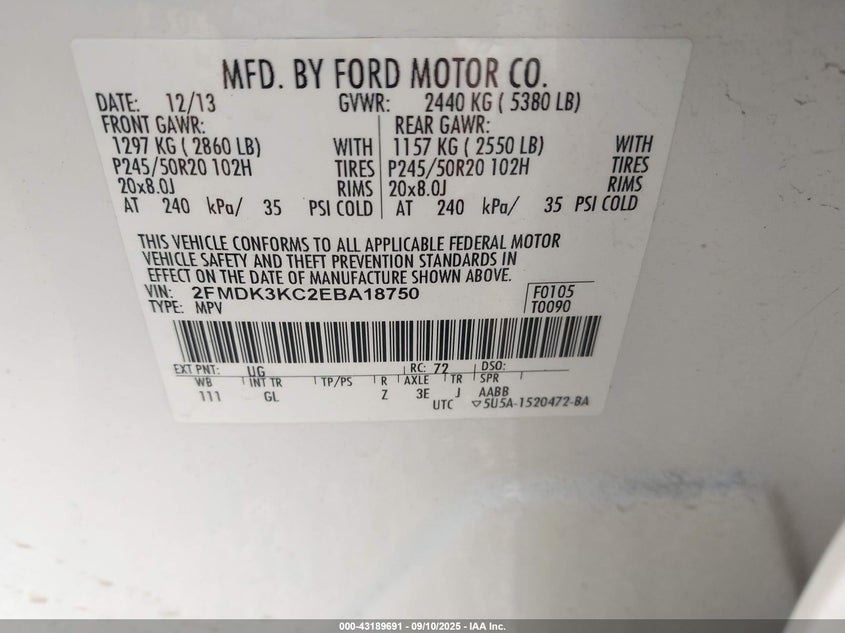 MFD. BY FORD MOTOR CO.
DATE: 12/13 GVWR: 2440 KG ( 5380 LB)
FRONT GAWR: REAR GAWR:
1297 KG ( 2860 LB) WITH 1157 KG ( 2550 LB) WITH
P245/50R20 102H TIRES P245/50R20 102H TIRES
20x8.0J RIMS 20x8.0J RIMS
AT 240 kPa/ 35 PSI COLD AT 240 kPa/ 35 PSI COLD
THIS VEHICLE CONFORMS TO ALL APPLICABLE FEDERAL MOTOR
VEHICLE SAFETY AND THEFT PREVENTION STANDARDS IN
EFFECT ON THE DATE OF MANUFACTURE SHOWN ABOVE.
VIN: 2FMDK3KC2EBA18750 F0105
TYPE: MPV T0090
EXT PNT: UG RC: 72 DSO:
WB INT TR TP/PS R AXLE TR SPR
111 GL Z 3E J AABB
UTC ▽5U5A-1520472-BA
000-43189691 - 09/10/2025 - IAA Inc.